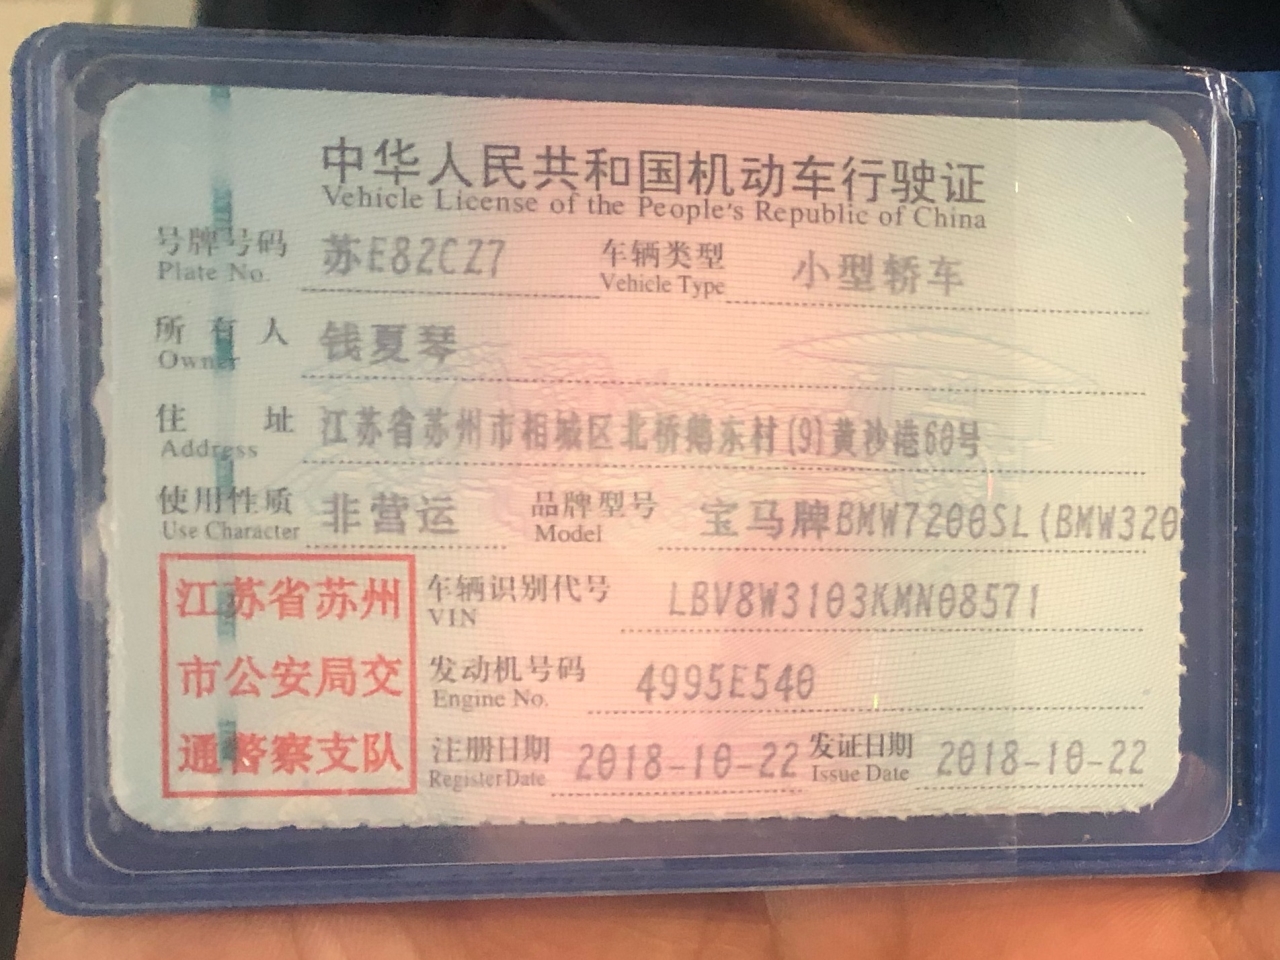 中华人民共和国机动车行驶证
Vehicle License of the People's Republic of China
号牌号码 苏E82CZ7 车辆类型 小型轿车
Plate No. Vehicle Type
所有人 钱夏琴
Owner
住址 江苏省苏州市相城区北桥鹅东村(9)黄沙港60号
Address
使用性质 非营运 品牌型号 宝马牌BMW7200SL(BMW320
Use Character Model
江苏省苏州 车辆识别代号 LBV8W3103KMN08571
VIN
市公安局交 发动机号码 4995E540
Engine No.
通警察支队 注册日期 2018-10-22 发证日期 2018-10-22
Register Date Issue Date